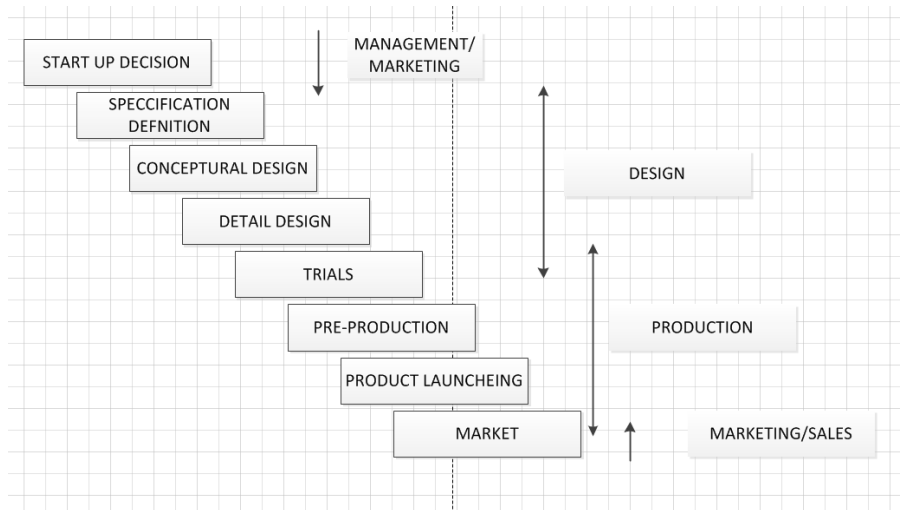 START UP DECISION
MANAGEMENT/
MARKETING
SPECCIFICATION
DEFNITION
CONCEPTURAL DESIGN
DESIGN
DETAIL DESIGN
TRIALS
PRE-PRODUCTION
PRODUCTION
PRODUCT LAUNCHEING
MARKET
MARKETING/SALES